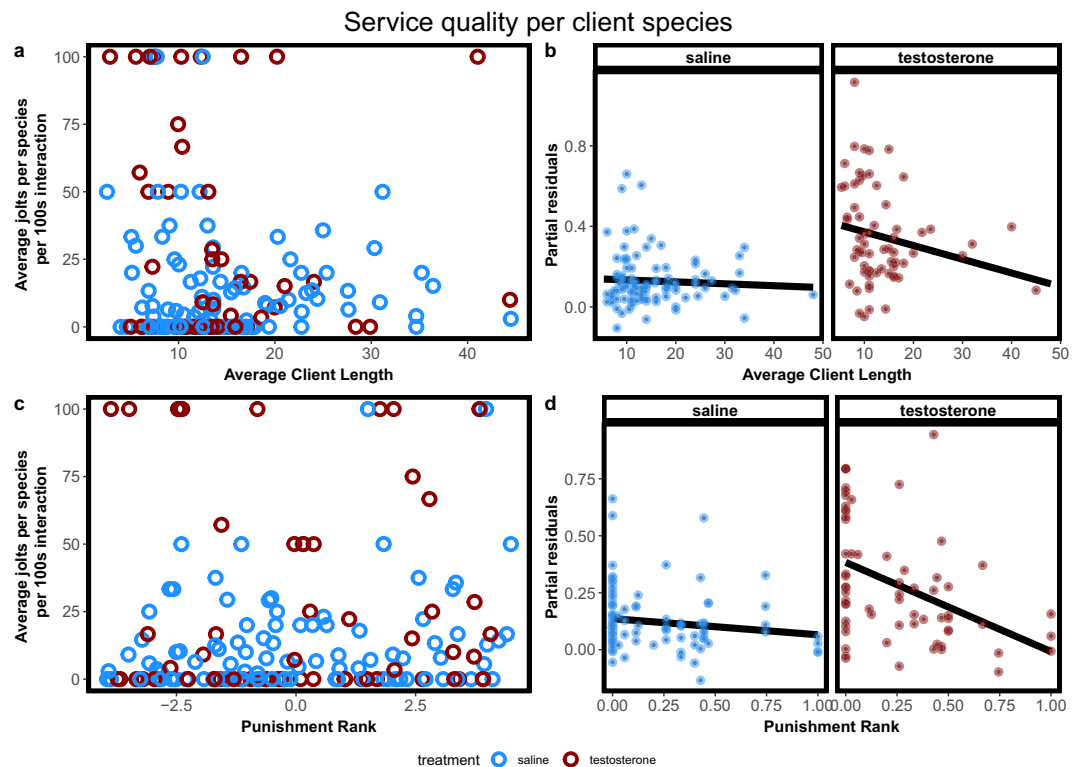 Service quality per client species
a
Average jolts per species
per 100s interaction
100
75
50
25
0
10
20
30
40
Average Client Length
b
saline
testosterone
Partial residuals
0.8
0.4
0.0
10
20
30
40
50
10
20
30
40
50
Average Client Length
c
Average jolts per species
per 100s interaction
100
75
50
25
0
−2.5
0.0
2.5
Punishment Rank
d
saline
testosterone
Partial residuals
0.75
0.50
0.25
0.00
0.00
0.25
0.50
0.75
1.00
0.00
0.25
0.50
0.75
1.00
Punishment Rank
treatment
saline
testosterone